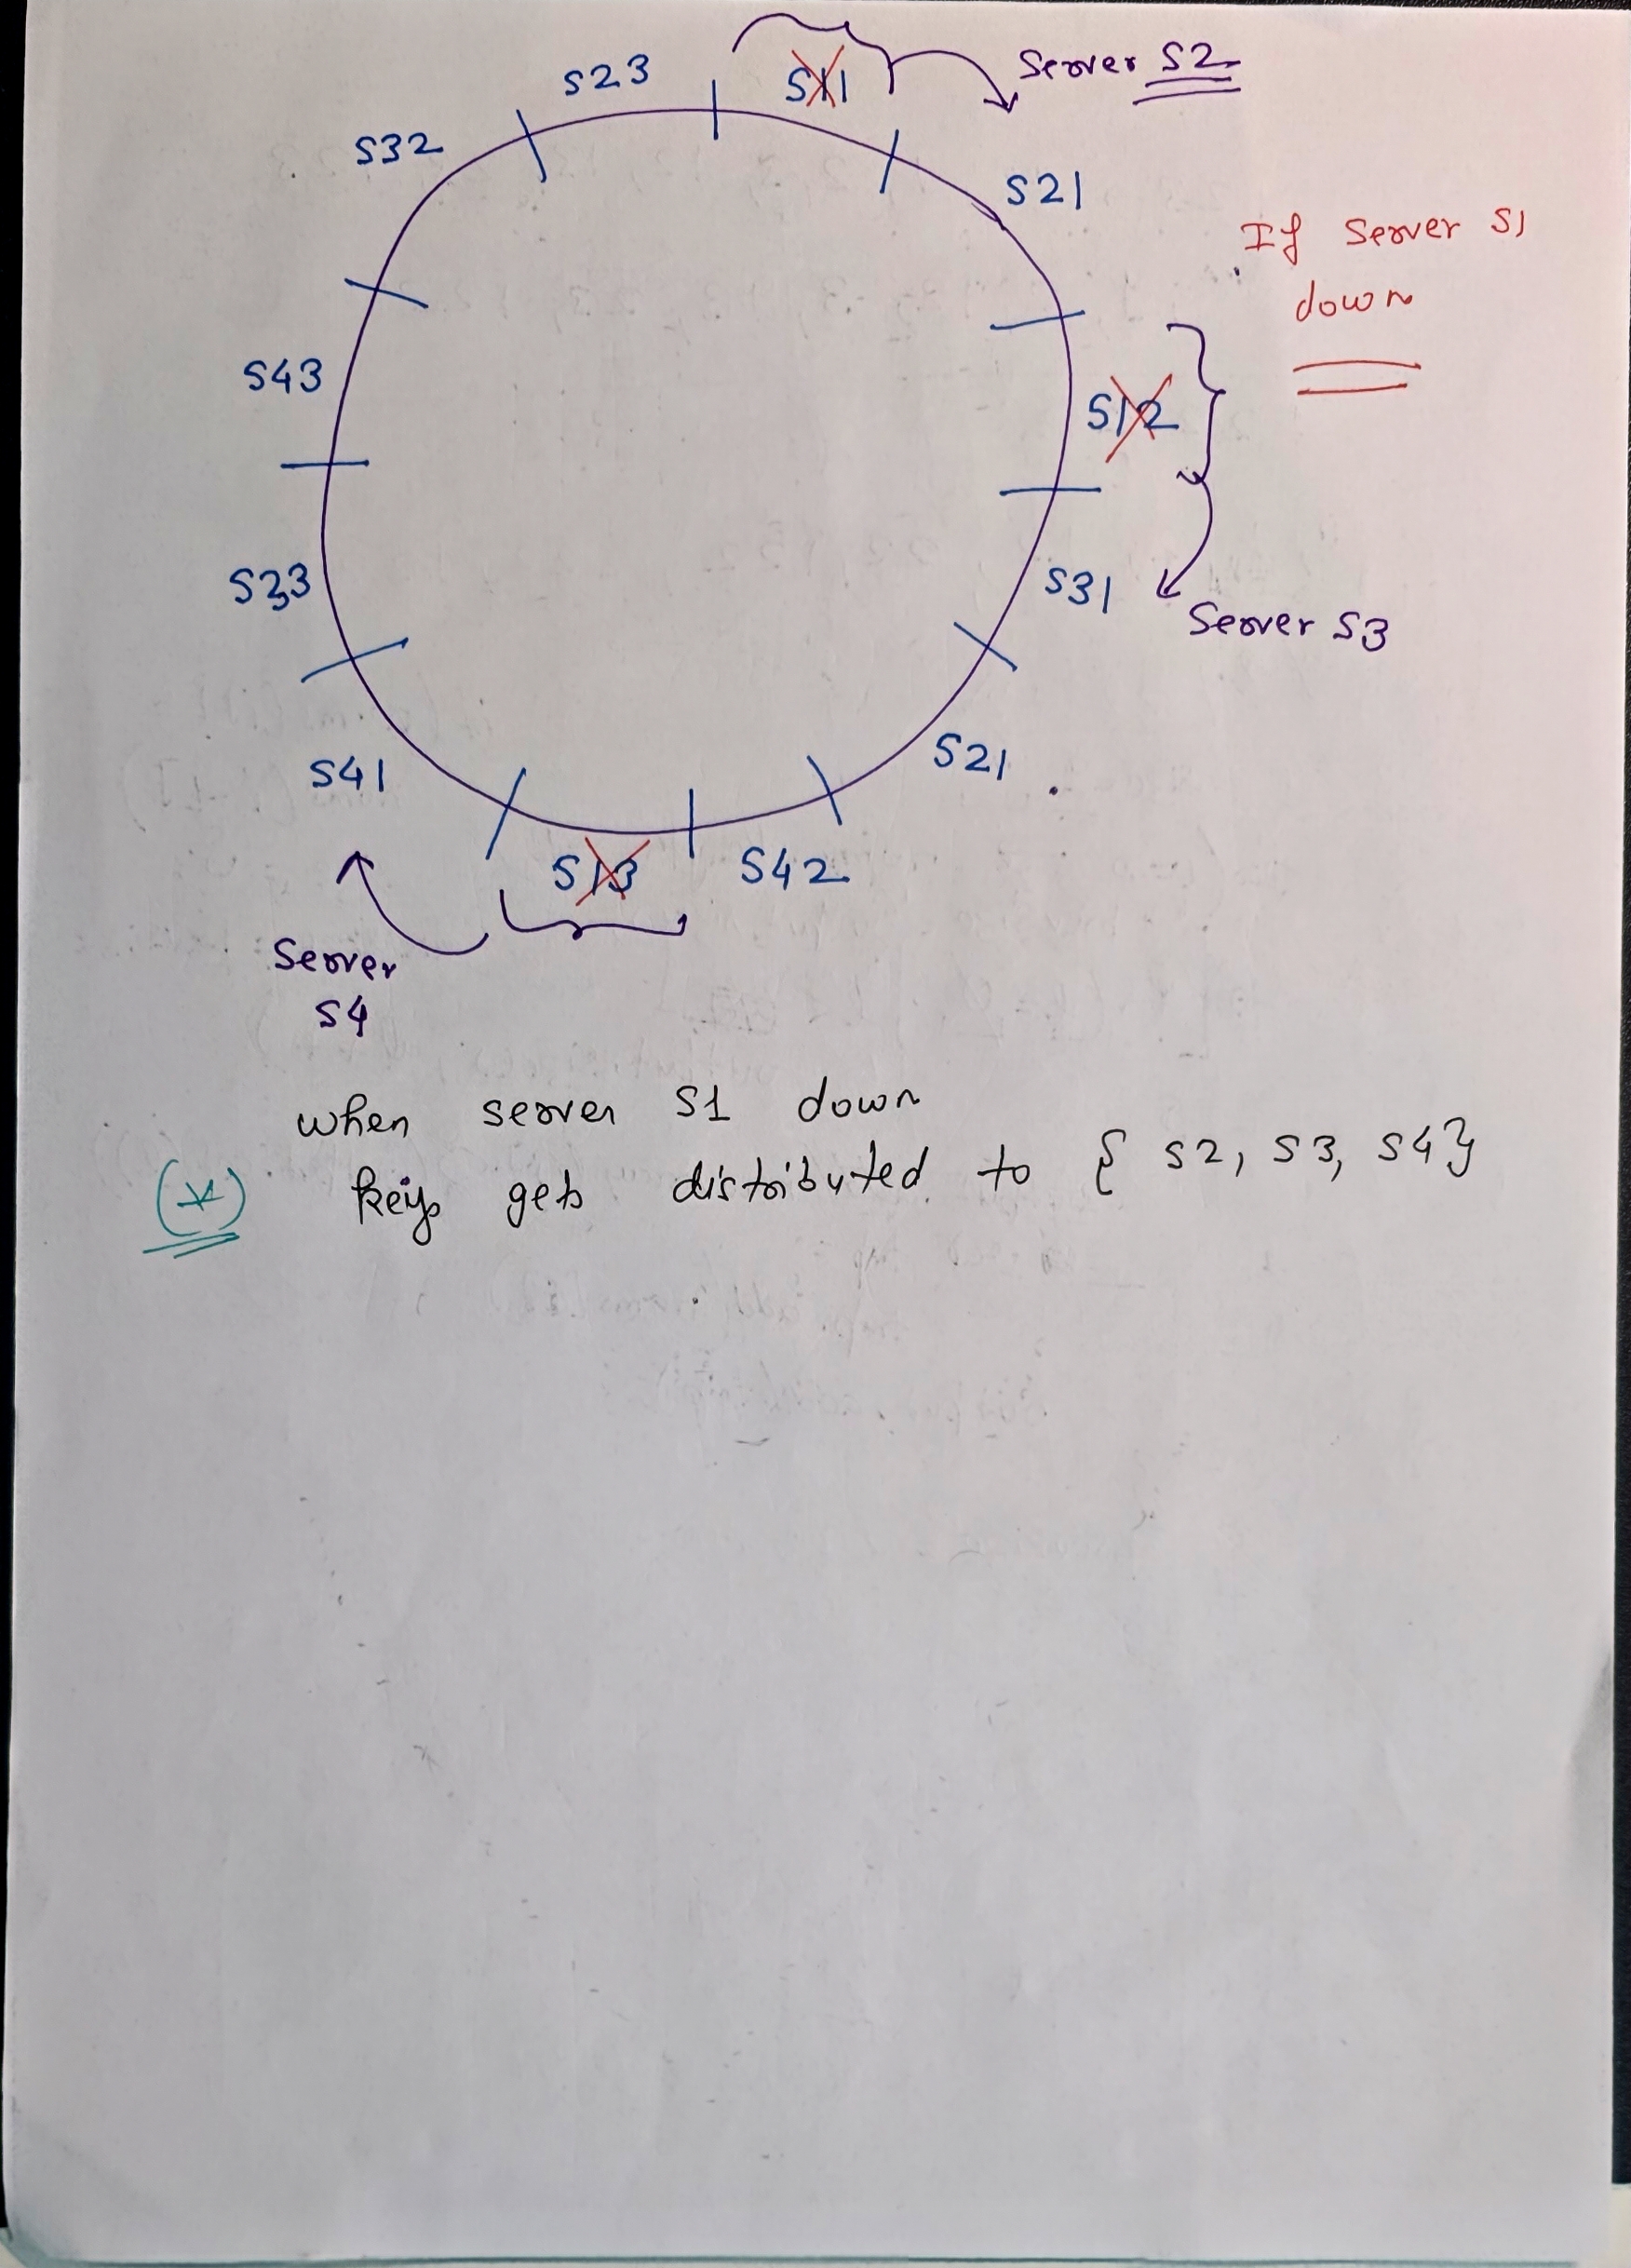 S23
S11
Server S2
S32
S21
If Server S1
down
S43
S12
S33
S31
Server S3
S21
S41
S13
S42
Server
S4
when server S1 down
(*) keys gets distributed to { S2, S3, S4}